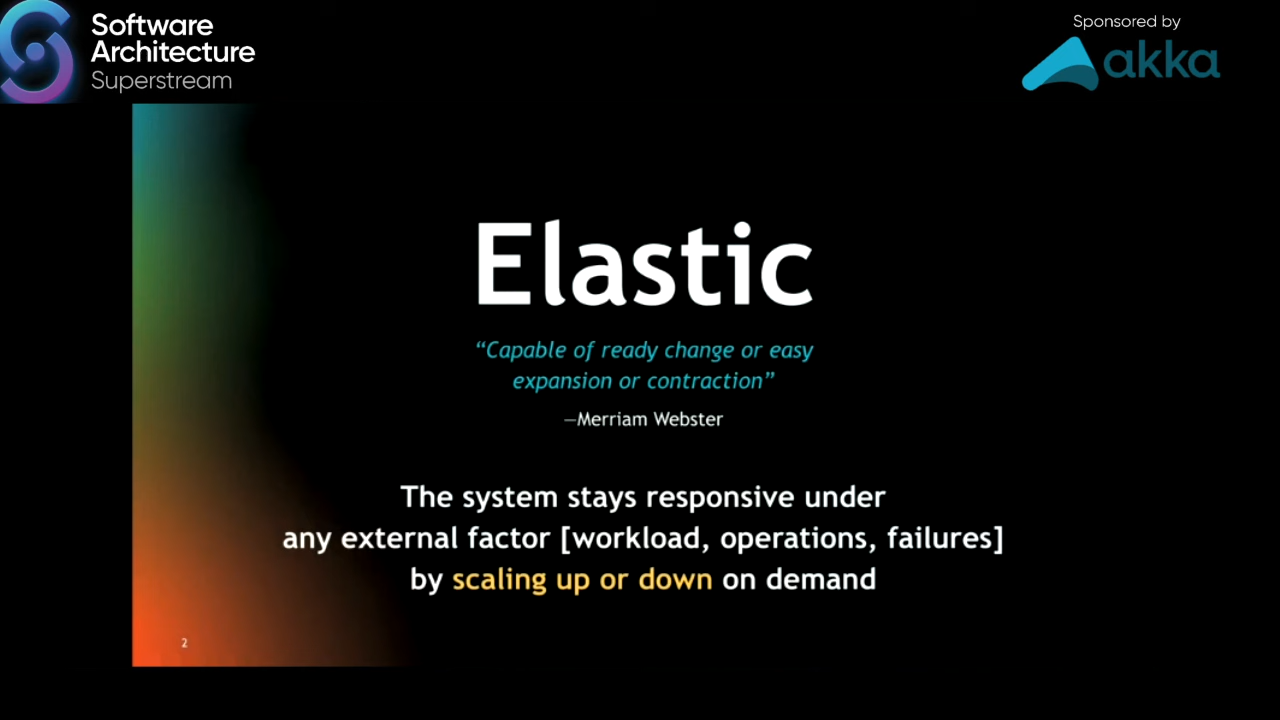 Software
Architecture
Superstream
Sponsored by
akka
Elastic
“Capable of ready change or easy
expansion or contraction”
—Merriam Webster
The system stays responsive under
any external factor [workload, operations, failures]
by scaling up or down on demand
2